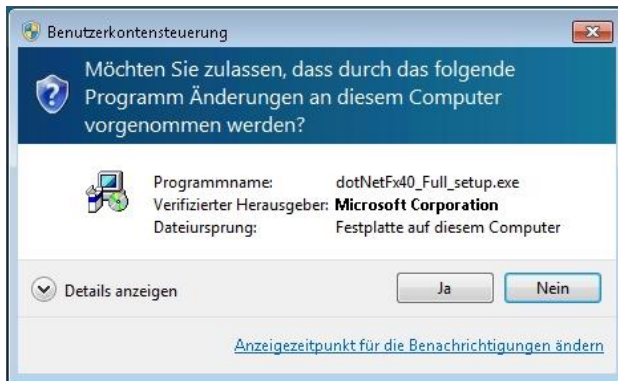 Benutzerkontensteuerung
Möchten Sie zulassen, dass durch das folgende
Programm Änderungen an diesem Computer
vorgenommen werden?
Programmname: dotNetFx40_Full_setup.exe
Verifizierter Herausgeber: Microsoft Corporation
Dateiursprung: Festplatte auf diesem Computer
Details anzeigen Ja Nein
Anzeigezeitpunkt für die Benachrichtigungen ändern